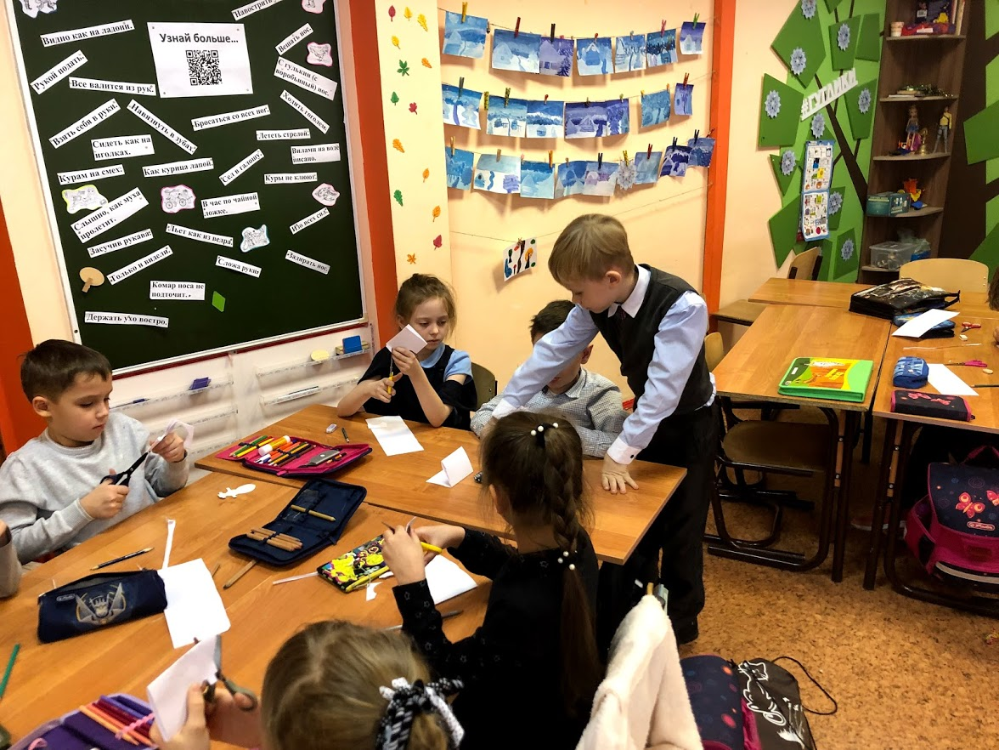 Навострить
Видно как на ладони.
Узнай больше...
Вешать нос.
Рукой подать.
Все валится из рук.
С гулькин (с
воробьиный) нос.
Взять себя в руки.
Навязнуть в зубах.
Бросаться со всех ног.
Ходить гоголем.
Сидеть как на
иголках.
Лететь стрелой.
Вилами на воде
писано.
Курам на смех.
Как курица лапой.
Сел в галошу.
Куры не клюют.
Слышно, как муха
пролетит.
В час по чайной
ложке.
Изо всех сил.
Засучив рукава.
Льет как из ведра.
Только и видели.
Сложа руки.
Задирать нос.
Комар носа не
подточит.
Держать ухо востро.